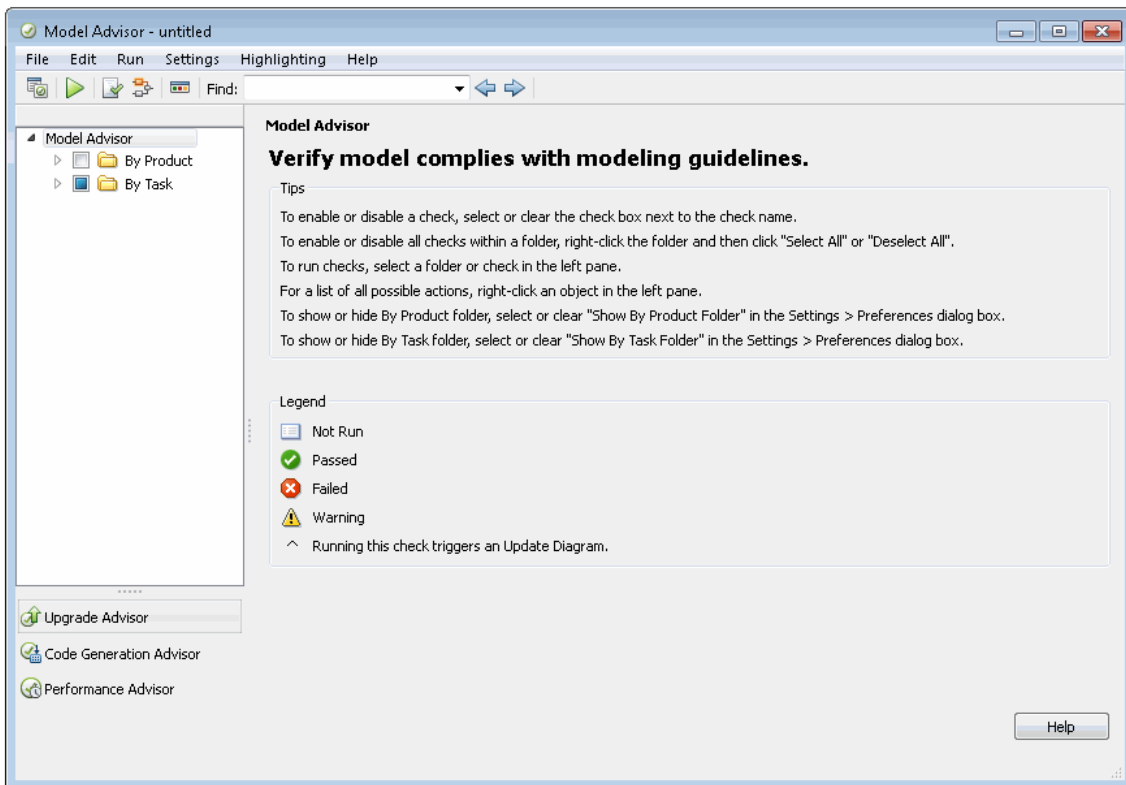 Model Advisor - untitled
File Edit Run Settings Highlighting Help
Find:
Model Advisor
By Product
By Task
Model Advisor
Verify model complies with modeling guidelines.
Tips
To enable or disable a check, select or clear the check box next to the check name.
To enable or disable all checks within a folder, right-click the folder and then click "Select All" or "Deselect All".
To run checks, select a folder or check in the left pane.
For a list of all possible actions, right-click an object in the left pane.
To show or hide By Product folder, select or clear "Show By Product Folder" in the Settings > Preferences dialog box.
To show or hide By Task folder, select or clear "Show By Task Folder" in the Settings > Preferences dialog box.
Legend
Not Run
Passed
Failed
Warning
^ Running this check triggers an Update Diagram.
Upgrade Advisor
Code Generation Advisor
Performance Advisor
Help